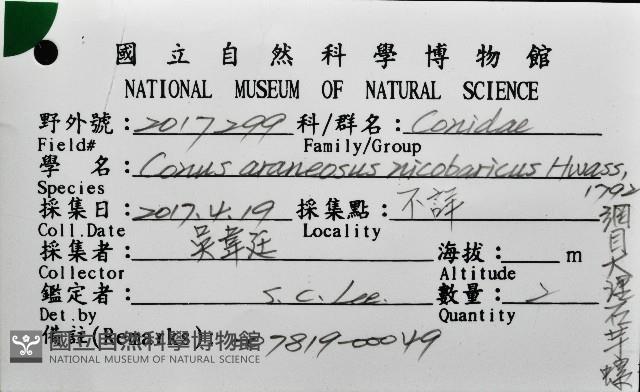 國立自然科學博物館
NATIONAL MUSEUM OF NATURAL SCIENCE
野外號：2017299 科/群名：Conidae
Field# Family/Group
學 名：Conus araneosus nicobaricus Hwass, 1792
Species
網目大理石芋螺
採集日：2017.4.19 採集點：不詳
Coll.Date Locality
採集者：吳韋廷 海拔： m
Collector Altitude
鑑定者： S.C. Lee. 數量：2
Det.by Quantity
備註(Remarks) 7819-00049
國立自然科學博物館
NATIONAL MUSEUM OF NATURAL SCIENCE